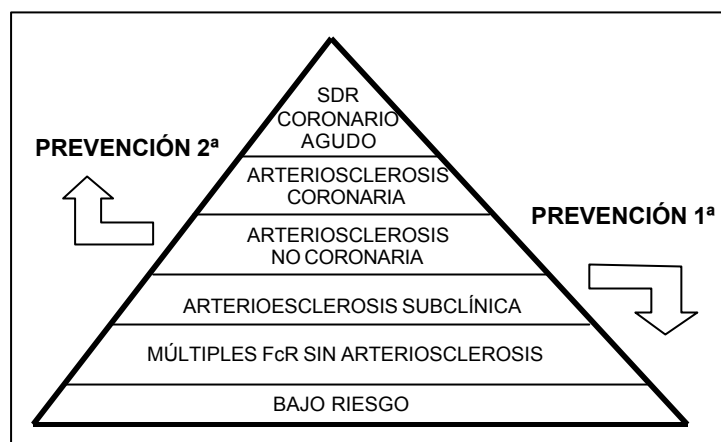 SDR
CORONARIO
AGUDO
PREVENCIÓN 2ª
ARTERIOSCLEROSIS
CORONARIA
PREVENCIÓN 1ª
ARTERIOSCLEROSIS
NO CORONARIA
ARTERIOESCLEROSIS SUBCLÍNICA
MÚLTIPLES FcR SIN ARTERIOSCLEROSIS
BAJO RIESGO